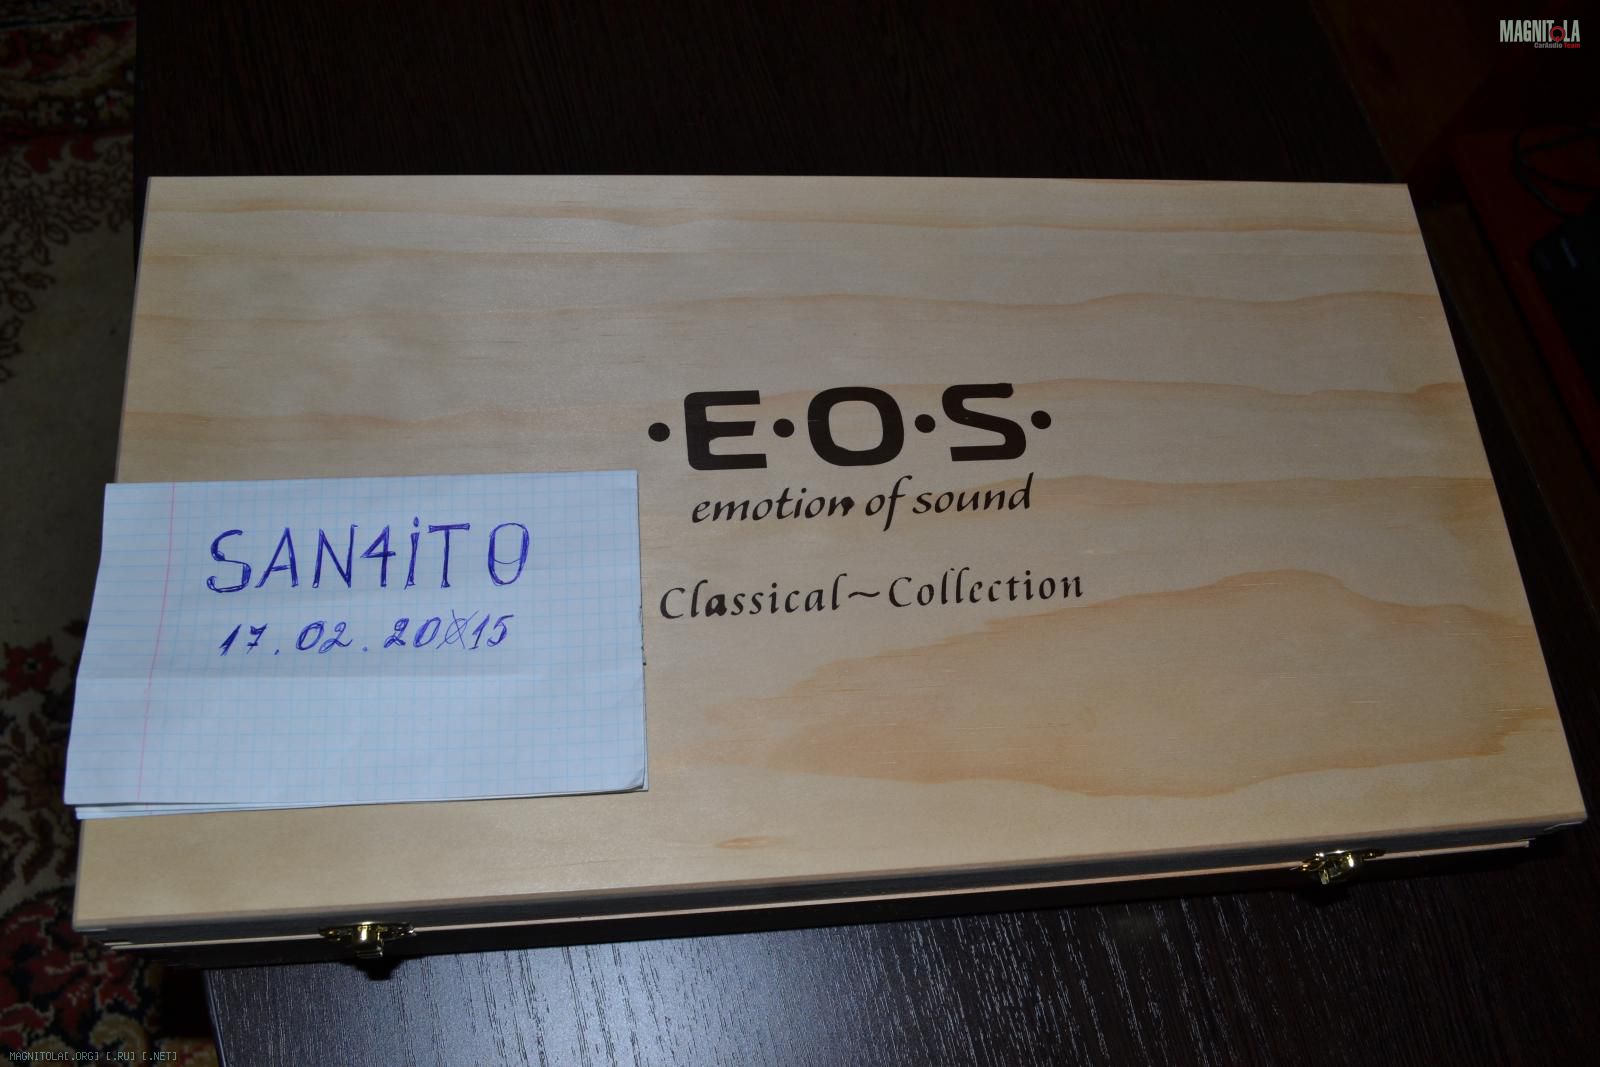 MAGNITOLA
CarAudio Team
·E·O·S·
emotion of sound
Classical~Collection
SAN4iTO
17.02.2015
MAGNITOLA[.ORG] [.RU] [.NET]